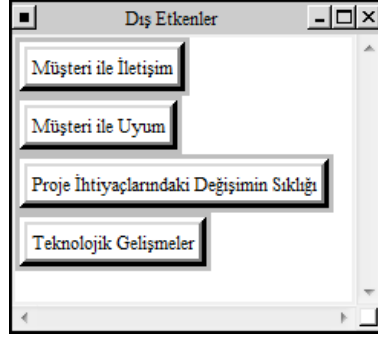 Dış Etkenler
Müşteri ile İletişim
Müşteri ile Uyum
Proje İhtiyaçlarındaki Değişimin Sıklığı
Teknolojik Gelişmeler